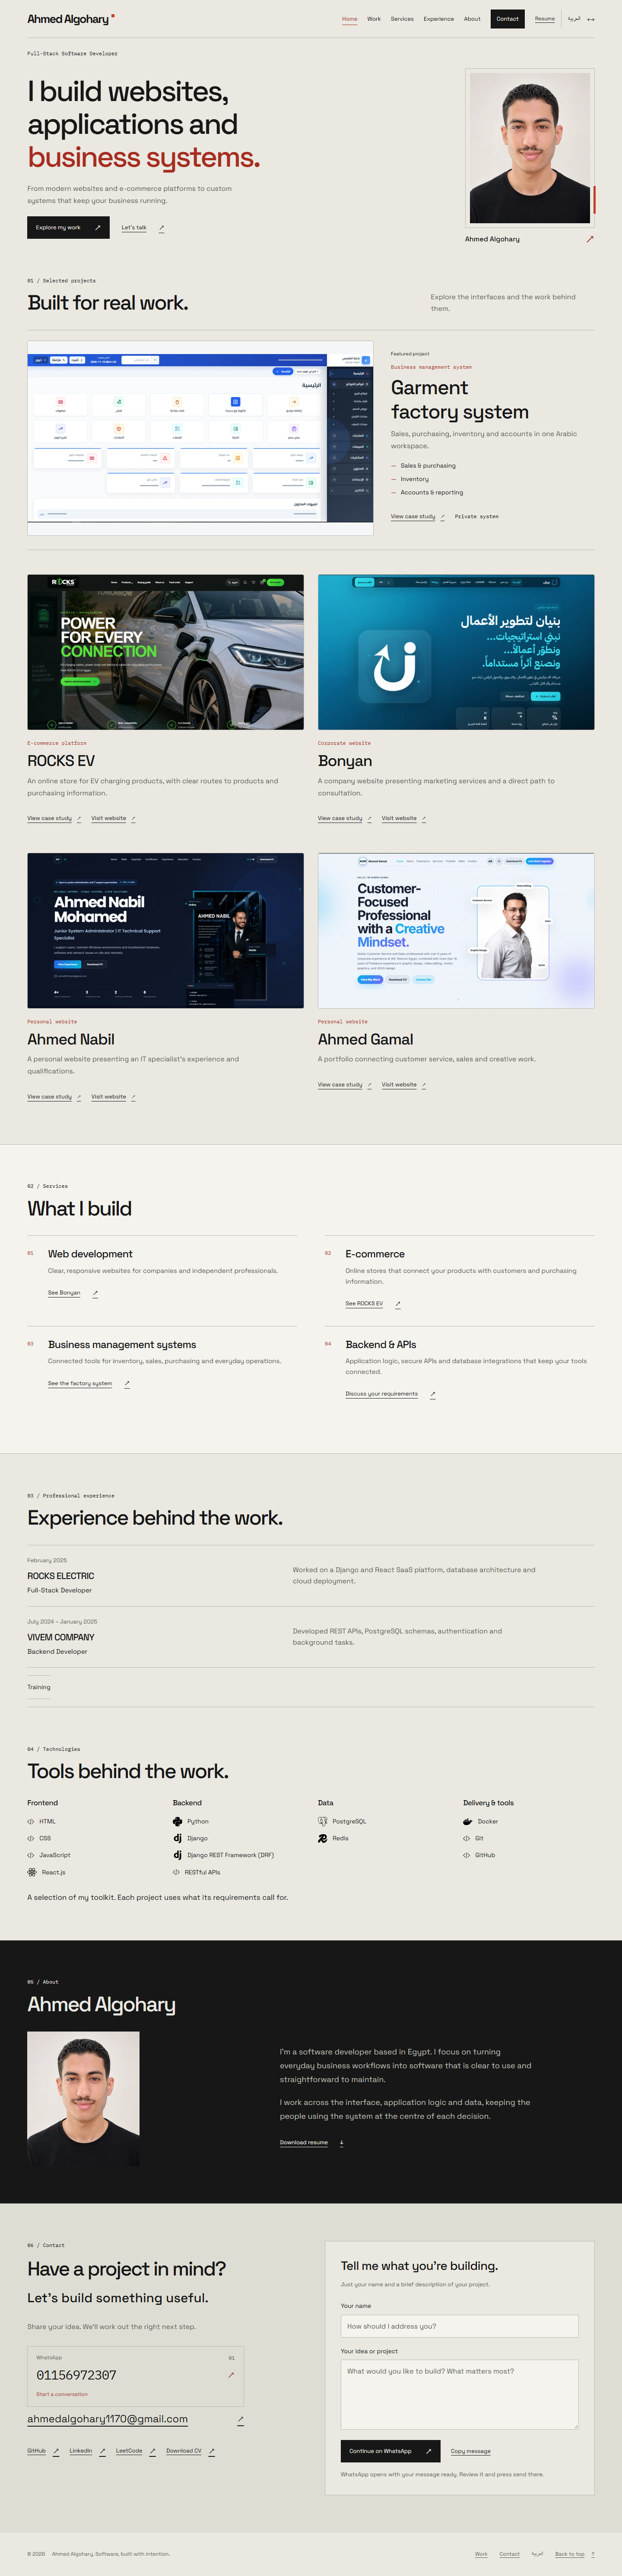 Ahmed Algohary
Home Work Services Experience About Contact Resume العربية
Full-Stack Software Developer
I build websites,
applications and
business systems.
From modern websites and e-commerce platforms to custom
systems that keep your business running.
Explore my work ↗ Let's talk ↗
Ahmed Algohary ↗
01 / Selected projects
Built for real work.
Explore the interfaces and the work behind
them.
الرئيسية
Featured project
Business management system
Garment
factory system
Sales, purchasing, inventory and accounts in one Arabic
workspace.
— Sales & purchasing
— Inventory
— Accounts & reporting
View case study ↗ Private system
ROCKS
POWER
FOR EVERY
CONNECTION
E-commerce platform
ROCKS EV
An online store for EV charging products, with clear routes to products and
purchasing information.
View case study ↗ Visit website ↗
بنيان لتطوير الأعمال
نبني استراتيجيات...
ونطوّر أعمالاً...
ونصنع أثراً مستداماً.
Corporate website
Bonyan
A company website presenting marketing services and a direct path to
consultation.
View case study ↗ Visit website ↗
Ahmed Nabil
Mohamed
Junior System Administrator | IT Technical Support
Specialist
AHMED NABIL
Personal website
Ahmed Nabil
A personal website presenting an IT specialist's experience and
qualifications.
View case study ↗ Visit website ↗
Customer-
Focused
Professional
with a Creative
Mindset.
Personal website
Ahmed Gamal
A portfolio connecting customer service, sales and creative work.
View case study ↗ Visit website ↗
02 / Services
What I build
01 Web development
Clear, responsive websites for companies and independent professionals.
See Bonyan ↗
02 E-commerce
Online stores that connect your products with customers and purchasing
information.
See ROCKS EV ↗
03 Business management systems
Connected tools for inventory, sales, purchasing and everyday operations.
See the factory system ↗
04 Backend & APIs
Application logic, secure APIs and database integrations that keep your tools
connected.
Discuss your requirements ↗
03 / Professional experience
Experience behind the work.
February 2025
ROCKS ELECTRIC
Full-Stack Developer
Worked on a Django and React SaaS platform, database architecture and
cloud deployment.
July 2024 – January 2025
VIVEM COMPANY
Backend Developer
Developed REST APIs, PostgreSQL schemas, authentication and
background tasks.
Training
04 / Technologies
Tools behind the work.
Frontend
HTML
CSS
JavaScript
React.js
Backend
Python
Django
Django REST Framework (DRF)
RESTful APIs
Data
PostgreSQL
Redis
Delivery & tools
Docker
Git
GitHub
A selection of my toolkit. Each project uses what its requirements call for.
05 / About
Ahmed Algohary
I'm a software developer based in Egypt. I focus on turning
everyday business workflows into software that is clear to use and
straightforward to maintain.
I work across the interface, application logic and data, keeping the
people using the system at the centre of each decision.
Download resume ↓
06 / Contact
Have a project in mind?
Let's build something useful.
Share your idea. We'll work out the right next step.
WhatsApp 01
01156972307 ↗
Start a conversation
ahmedalgohary1170@gmail.com ↗
GitHub ↗ LinkedIn ↗ LeetCode ↗ Download CV ↗
Tell me what you're building.
Just your name and a brief description of your project.
Your name
How should I address you?
Your idea or project
What would you like to build? What matters most?
Continue on WhatsApp ↗ Copy message
WhatsApp opens with your message ready. Review it and press send there.
© 2026 Ahmed Algohary. Software, built with intention.
Work Contact العربية Back to top ↑